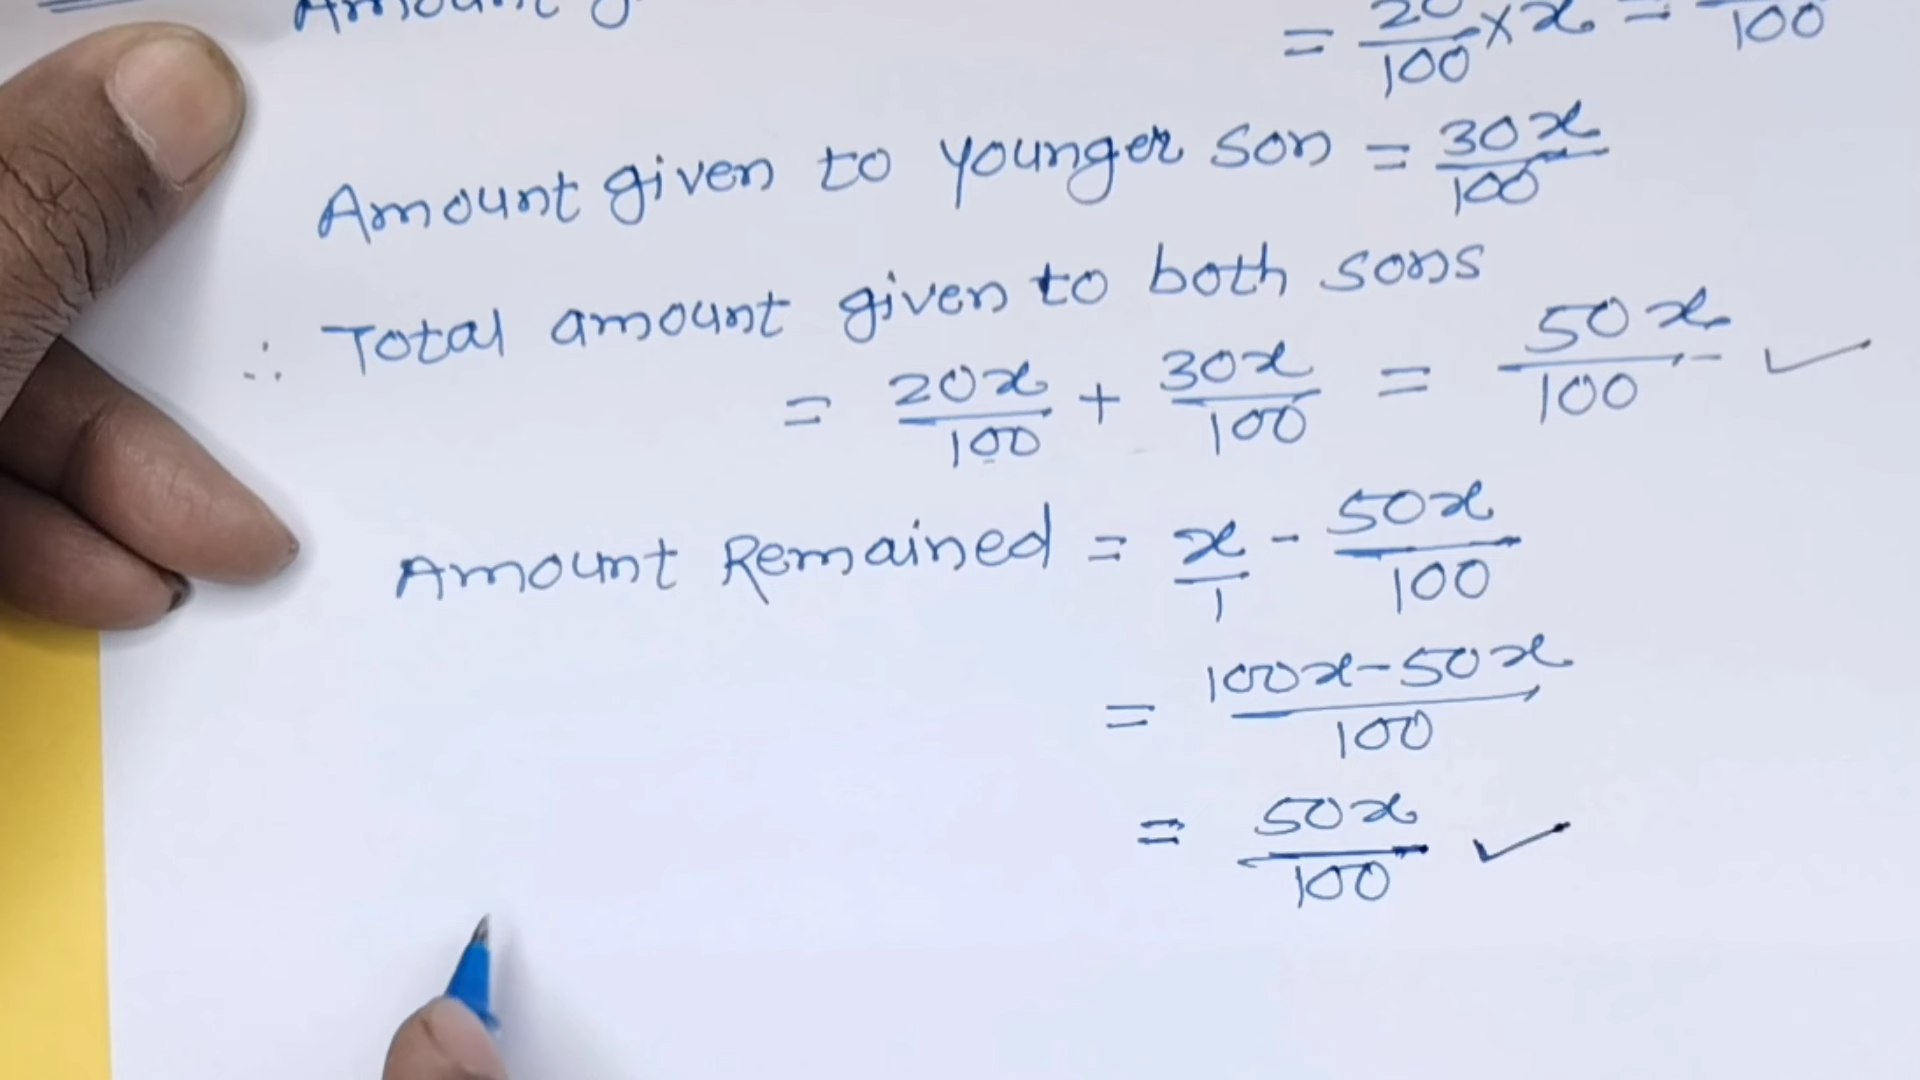 Amount
= 20/100 × x = 100
Amount given to younger son = 30x/100
∴ Total amount given to both sons
= 20x/100 + 30x/100 = 50x/100 ✓
Amount Remained = x/1 - 50x/100
= 100x-50x/100
= 50x/100 ✓